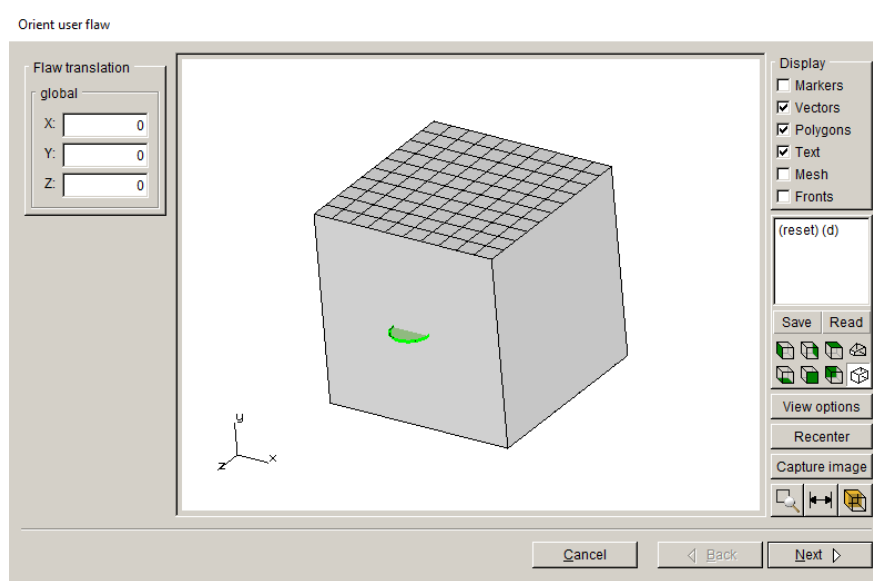 Orient user flaw
Flaw translation
global
X: 0
Y: 0
Z: 0
y
x
z
Display
Markers
Vectors
Polygons
Text
Mesh
Fronts
(reset) (d)
Save Read
View options
Recenter
Capture image
Cancel Back Next